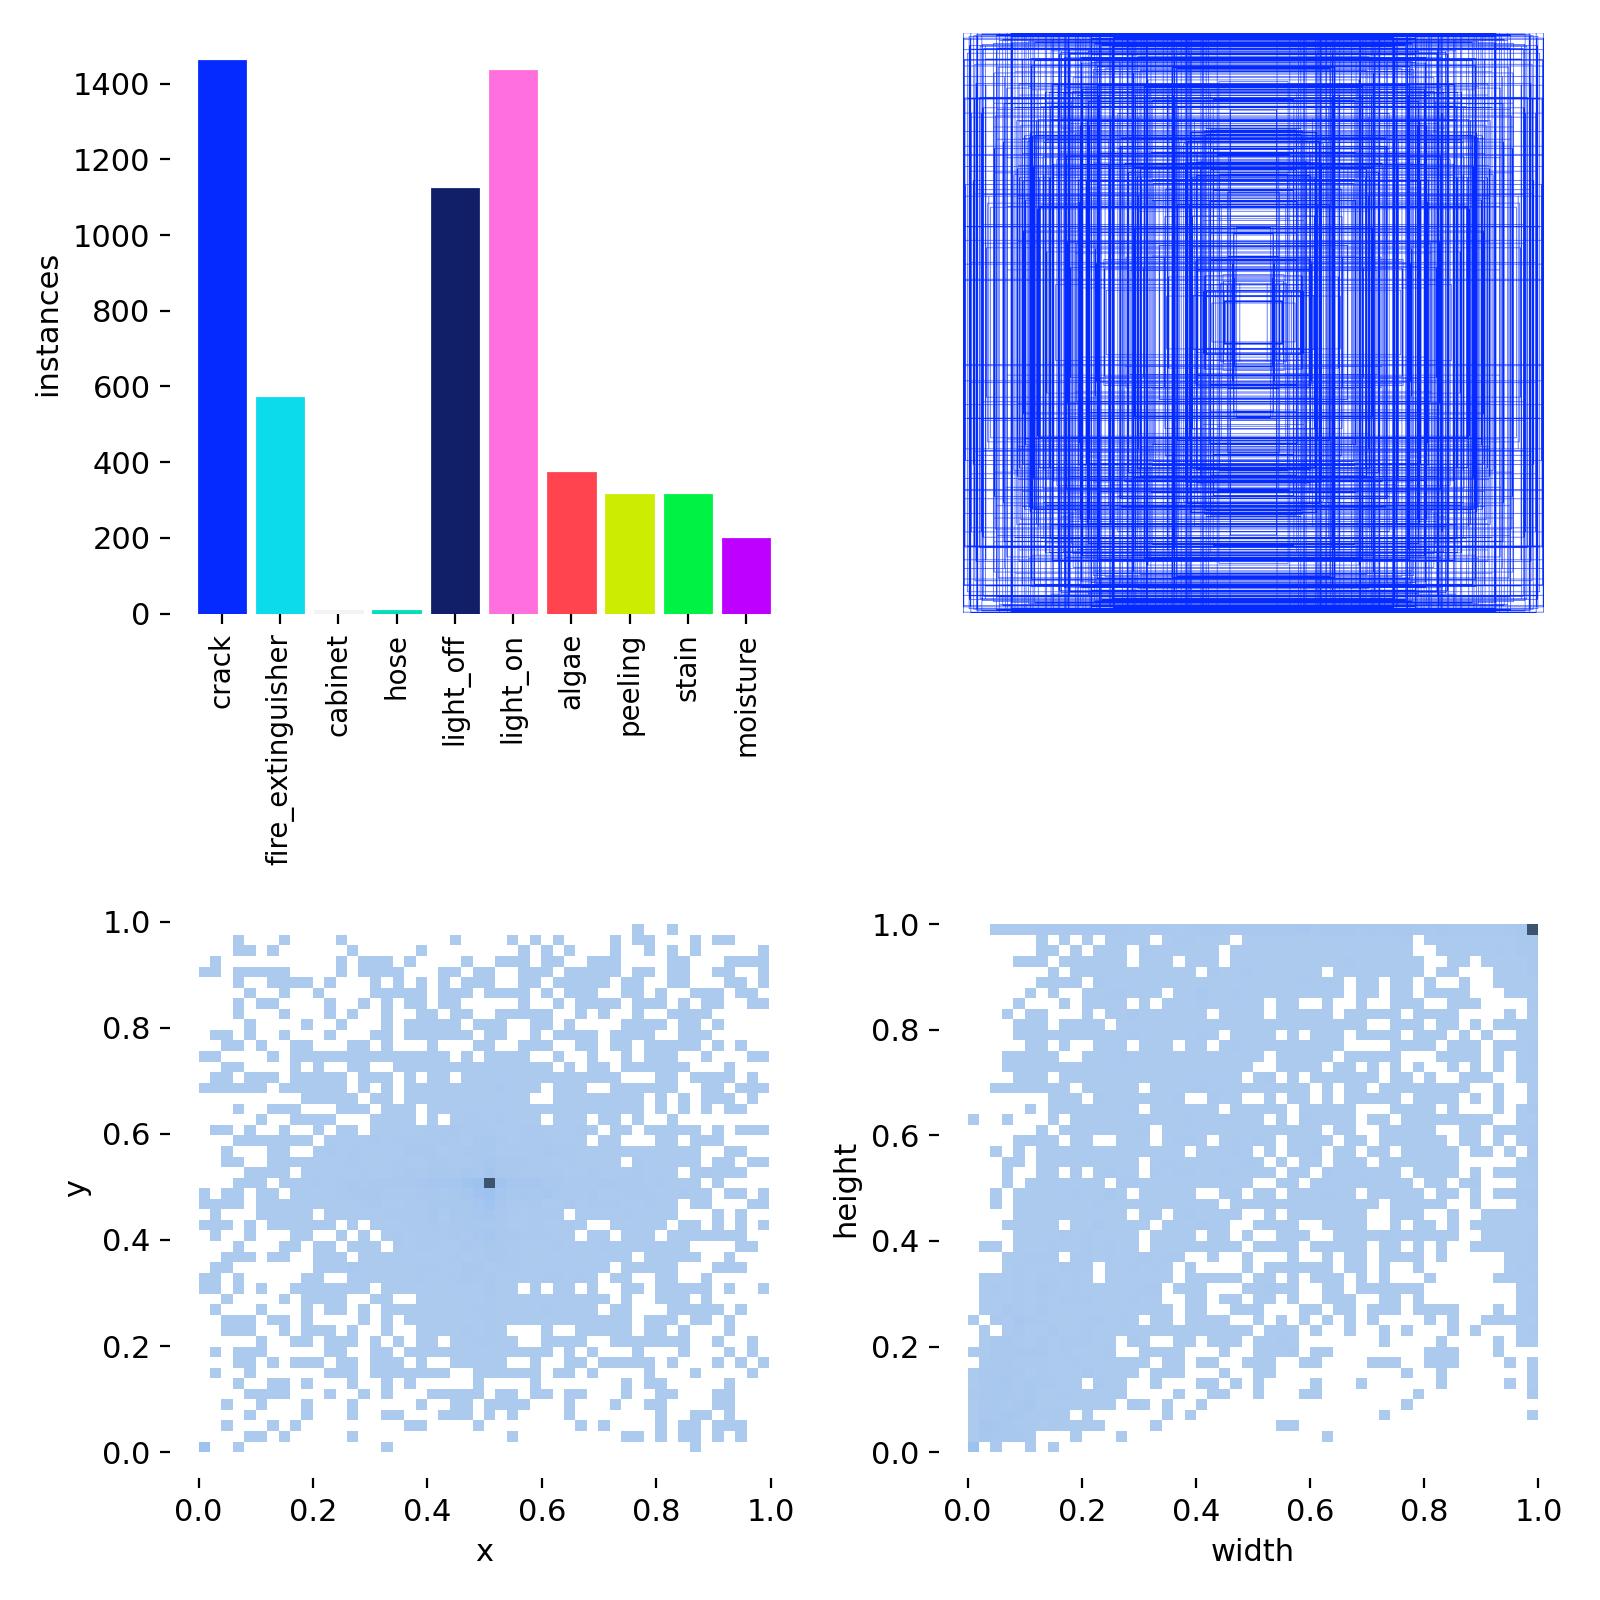 instances
1400
1200
1000
800
600
400
200
0
crack
fire_extinguisher
cabinet
hose
light_off
light_on
algae
peeling
stain
moisture
y
1.0
0.8
0.6
0.4
0.2
0.0
0.0 0.2 0.4 0.6 0.8 1.0
x
height
1.0
0.8
0.6
0.4
0.2
0.0
0.0 0.2 0.4 0.6 0.8 1.0
width